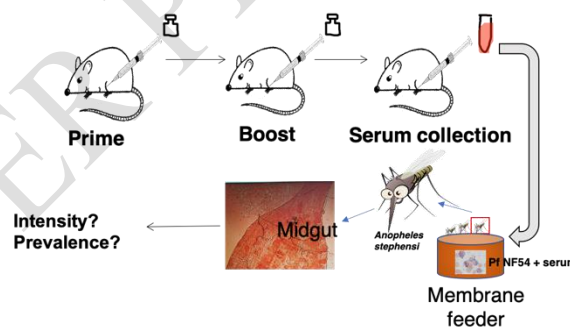 Prime
Boost
Serum collection
Intensity?
Prevalence?
Midgut
Anopheles
stephensi
Pf NF54 + serum
Membrane
feeder